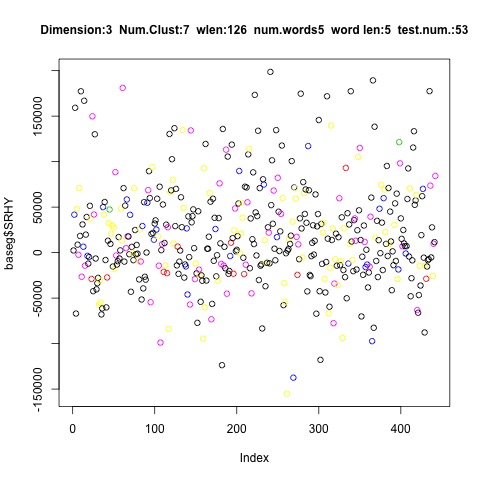 Dimension:3 Num.Clust:7 wlen:126 num.words5 word len:5 test.num.:53
baseg$SRHY
150000
50000
0
-50000
-150000
0 100 200 300 400
Index